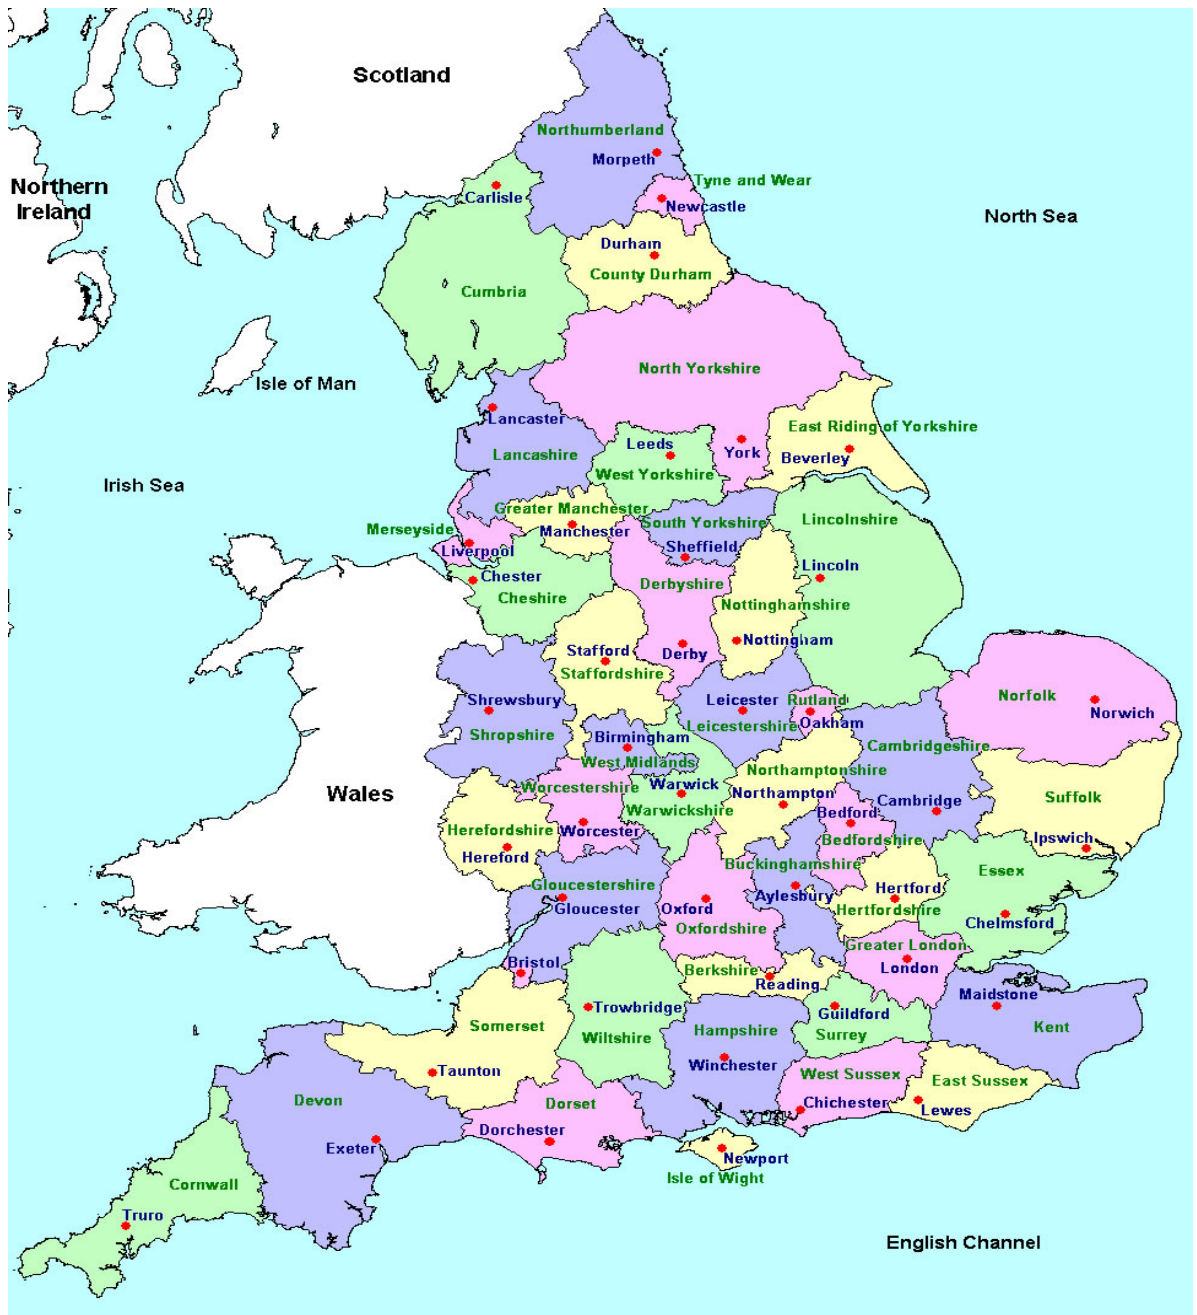 Scotland
Northumberland
Morpeth
Tyne and Wear
Northern
Ireland
Carlisle
Newcastle
North Sea
Durham
County Durham
Cumbria
North Yorkshire
Isle of Man
Lancaster
East Riding of Yorkshire
Leeds
York
Lancashire
Beverley
West Yorkshire
Irish Sea
Greater Manchester
Merseyside
Manchester
South Yorkshire
Lincolnshire
Liverpool
Sheffield
Chester
Lincoln
Derbyshire
Cheshire
Nottinghamshire
Nottingham
Stafford
Derby
Staffordshire
Norfolk
Shrewsbury
Leicester
Rutland
Norwich
Leicestershire
Oakham
Shropshire
Birmingham
Cambridgeshire
West Midlands
Northamptonshire
Wales
Worcestershire
Warwick
Northampton
Suffolk
Warwickshire
Cambridge
Bedford
Herefordshire
Worcester
Bedfordshire
Ipswich
Hereford
Buckinghamshire
Essex
Gloucestershire
Aylesbury
Hertford
Gloucester
Oxford
Hertfordshire
Chelmsford
Oxfordshire
Greater London
Bristol
Berkshire
London
Reading
Maidstone
Trowbridge
Guildford
Somerset
Wiltshire
Hampshire
Surrey
Kent
Taunton
Winchester
West Sussex
East Sussex
Devon
Dorset
Chichester
Lewes
Dorchester
Exeter
Newport
Isle of Wight
Cornwall
Truro
English Channel